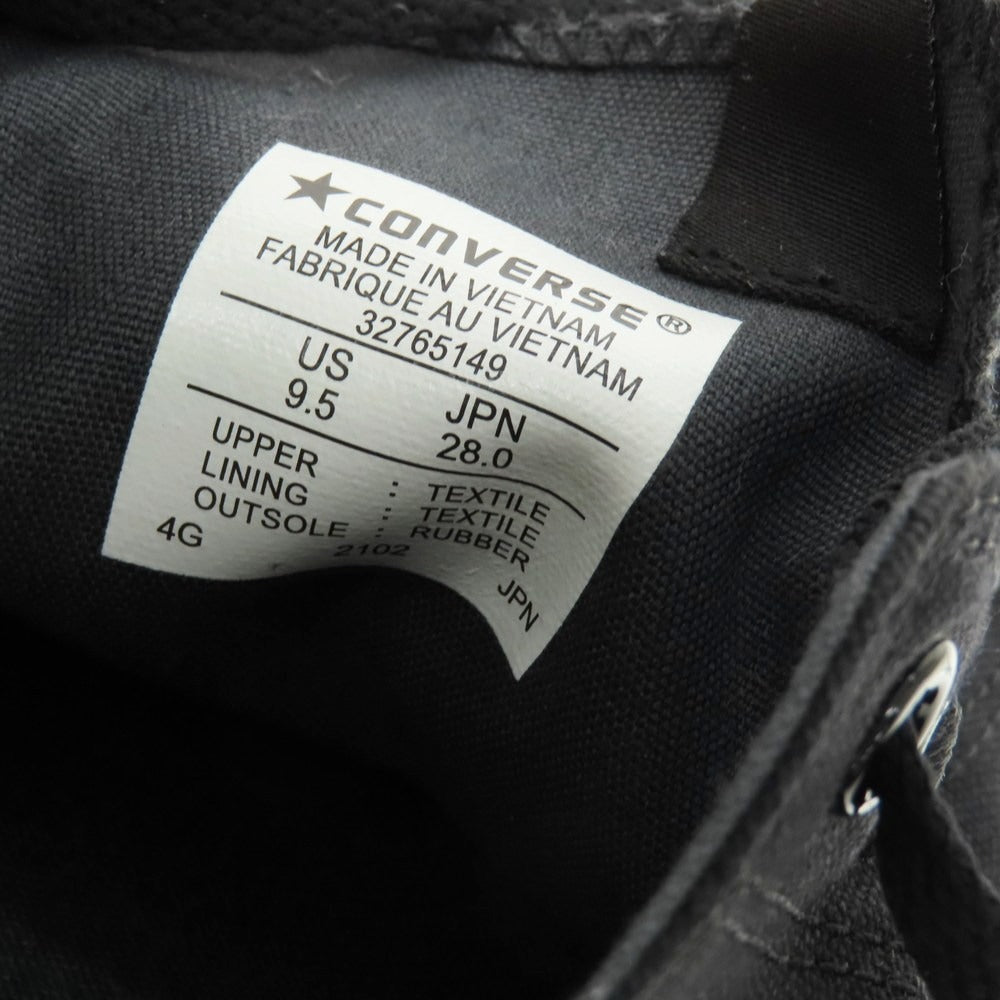 ★CONVERSE®
MADE IN VIETNAM
FABRIQUE AU VIETNAM
32765149
US JPN
9.5 28.0
UPPER : TEXTILE
LINING : TEXTILE
OUTSOLE : RUBBER
4G 2102 JPN